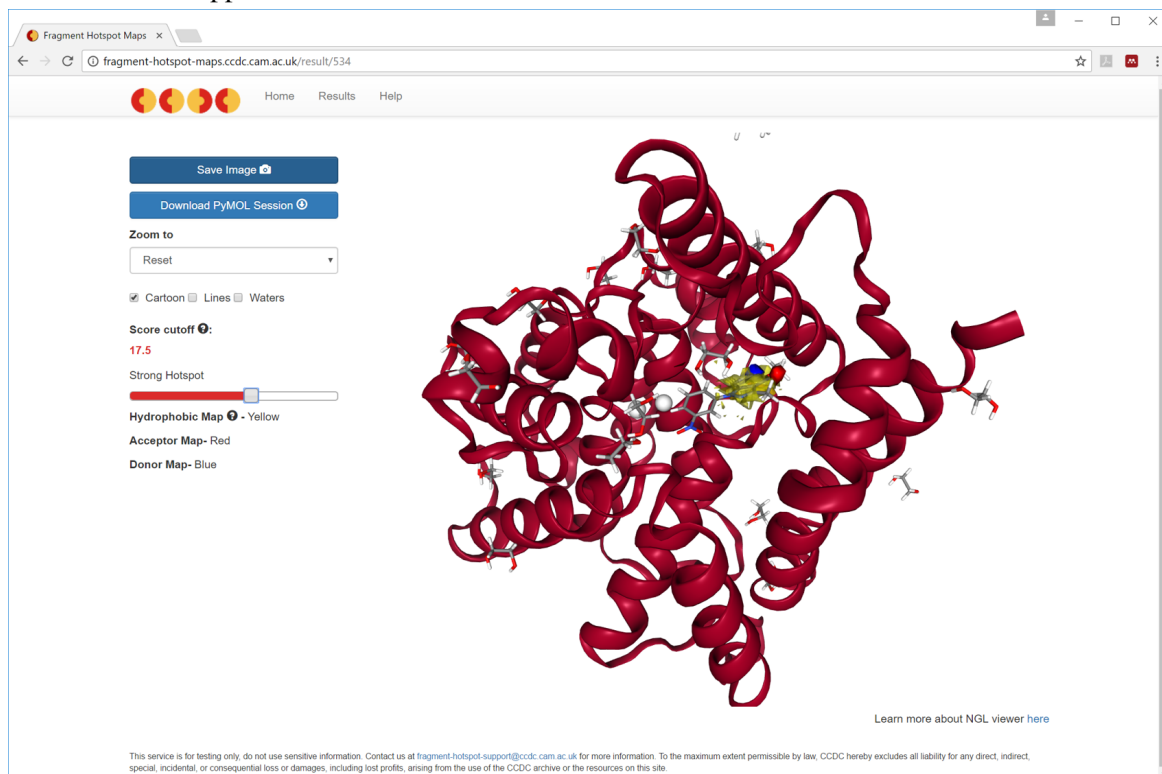 Fragment Hotspot Maps
fragment-hotspot-maps.ccdc.cam.ac.uk/result/534
Home Results Help
Save Image
Download PyMOL Session
Zoom to
Reset
Cartoon Lines Waters
Score cutoff ?:
17.5
Strong Hotspot
Hydrophobic Map ? - Yellow
Acceptor Map- Red
Donor Map- Blue
Learn more about NGL viewer here
This service is for testing only, do not use sensitive information. Contact us at fragment-hotspot-support@ccdc.cam.ac.uk for more information. To the maximum extent permissible by law, CCDC hereby excludes all liability for any direct, indirect,
special, incidental, or consequential loss or damages, including lost profits, arising from the use of the CCDC archive or the resources on this site.